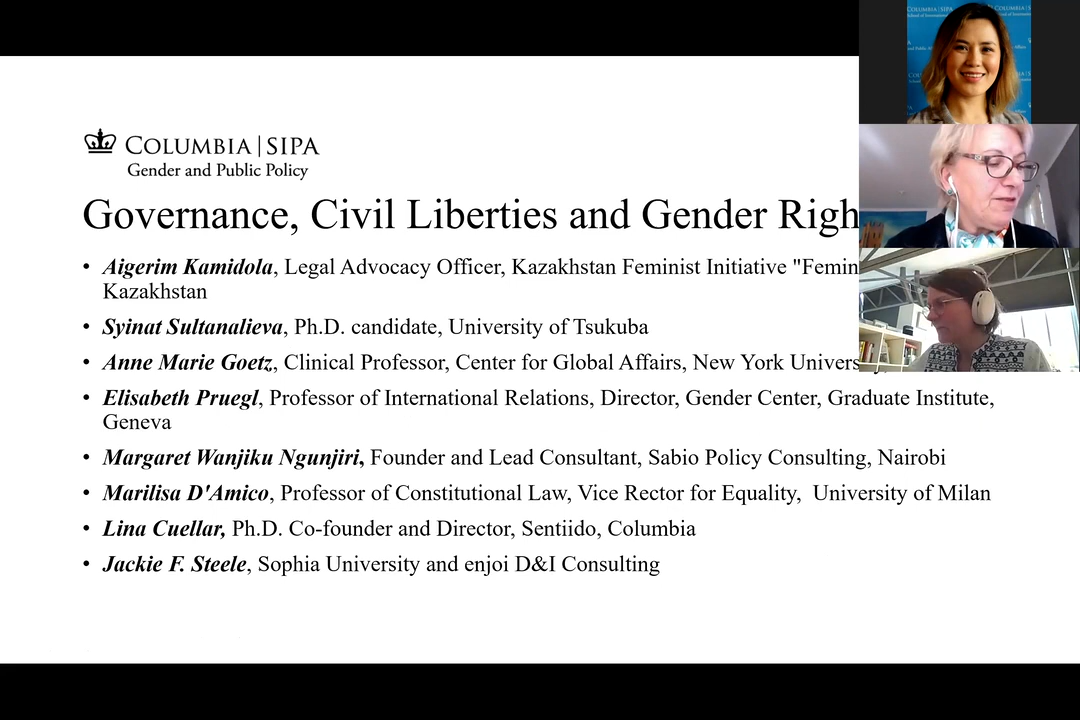 COLUMBIA | SIPA
Gender and Public Policy
Governance, Civil Liberties and Gender Righ
• Aigerim Kamidola, Legal Advocacy Officer, Kazakhstan Feminist Initiative "Femin
Kazakhstan
• Syinat Sultanalieva, Ph.D. candidate, University of Tsukuba
• Anne Marie Goetz, Clinical Professor, Center for Global Affairs, New York Univers
• Elisabeth Pruegl, Professor of International Relations, Director, Gender Center, Graduate Institute,
Geneva
• Margaret Wanjiku Ngunjiri, Founder and Lead Consultant, Sabio Policy Consulting, Nairobi
• Marilisa D'Amico, Professor of Constitutional Law, Vice Rector for Equality,  University of Milan
• Lina Cuellar, Ph.D. Co-founder and Director, Sentiido, Columbia
• Jackie F. Steele, Sophia University and enjoi D&I Consulting
COLUMBIA | SIPA